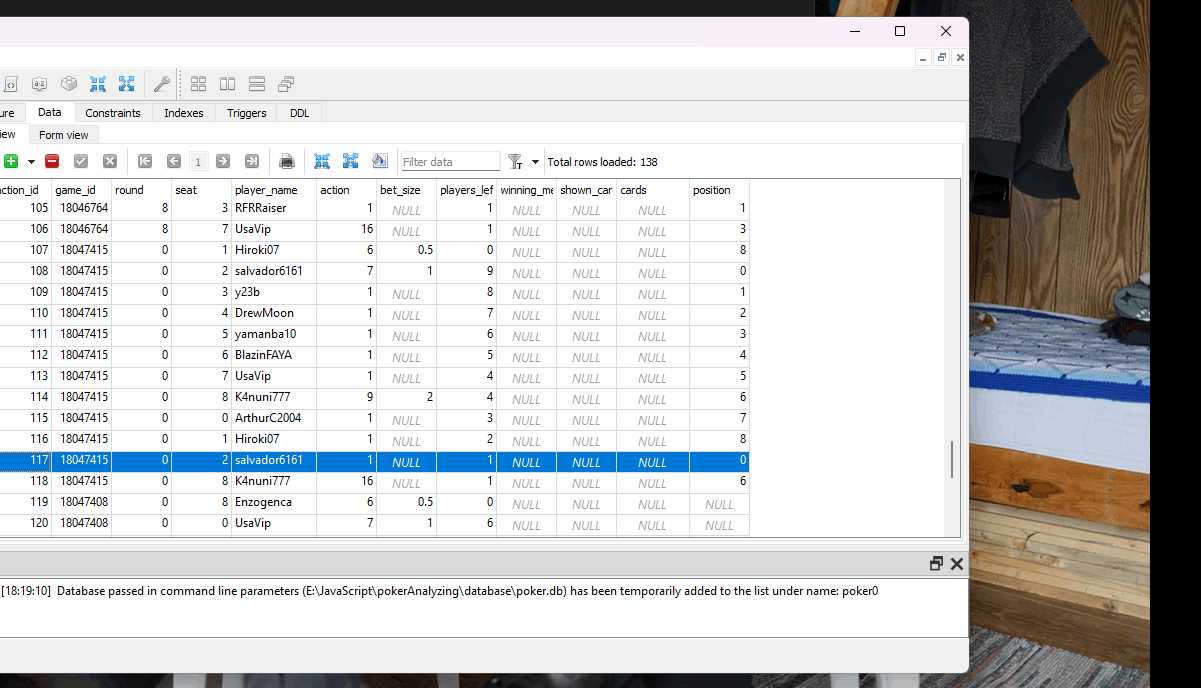 ure Data Constraints Indexes Triggers DDL
iew Form view
1 Filter data Total rows loaded: 138
ction_id game_id round seat player_name action bet_size players_lef winning_me shown_car cards position
105 18046764 8 3 RFRRaiser 1 NULL 1 NULL NULL NULL 1
106 18046764 8 7 UsaVip 16 NULL 1 NULL NULL NULL 3
107 18047415 0 1 Hiroki07 6 0.5 0 NULL NULL NULL 8
108 18047415 0 2 salvador6161 7 1 9 NULL NULL NULL 0
109 18047415 0 3 y23b 1 NULL 8 NULL NULL NULL 1
110 18047415 0 4 DrewMoon 1 NULL 7 NULL NULL NULL 2
111 18047415 0 5 yamanba10 1 NULL 6 NULL NULL NULL 3
112 18047415 0 6 BlazinFAYA 1 NULL 5 NULL NULL NULL 4
113 18047415 0 7 UsaVip 1 NULL 4 NULL NULL NULL 5
114 18047415 0 8 K4nuni777 9 2 4 NULL NULL NULL 6
115 18047415 0 0 ArthurC2004 1 NULL 3 NULL NULL NULL 7
116 18047415 0 1 Hiroki07 1 NULL 2 NULL NULL NULL 8
117 18047415 0 2 salvador6161 1 NULL 1 NULL NULL NULL 0
118 18047415 0 8 K4nuni777 16 NULL 1 NULL NULL NULL 6
119 18047408 0 8 Enzogenca 6 0.5 0 NULL NULL NULL NULL
120 18047408 0 0 UsaVip 7 1 6 NULL NULL NULL NULL
[18:19:10] Database passed in command line parameters (E:\JavaScript\pokerAnalyzing\database\poker.db) has been temporarily added to the list under name: poker0